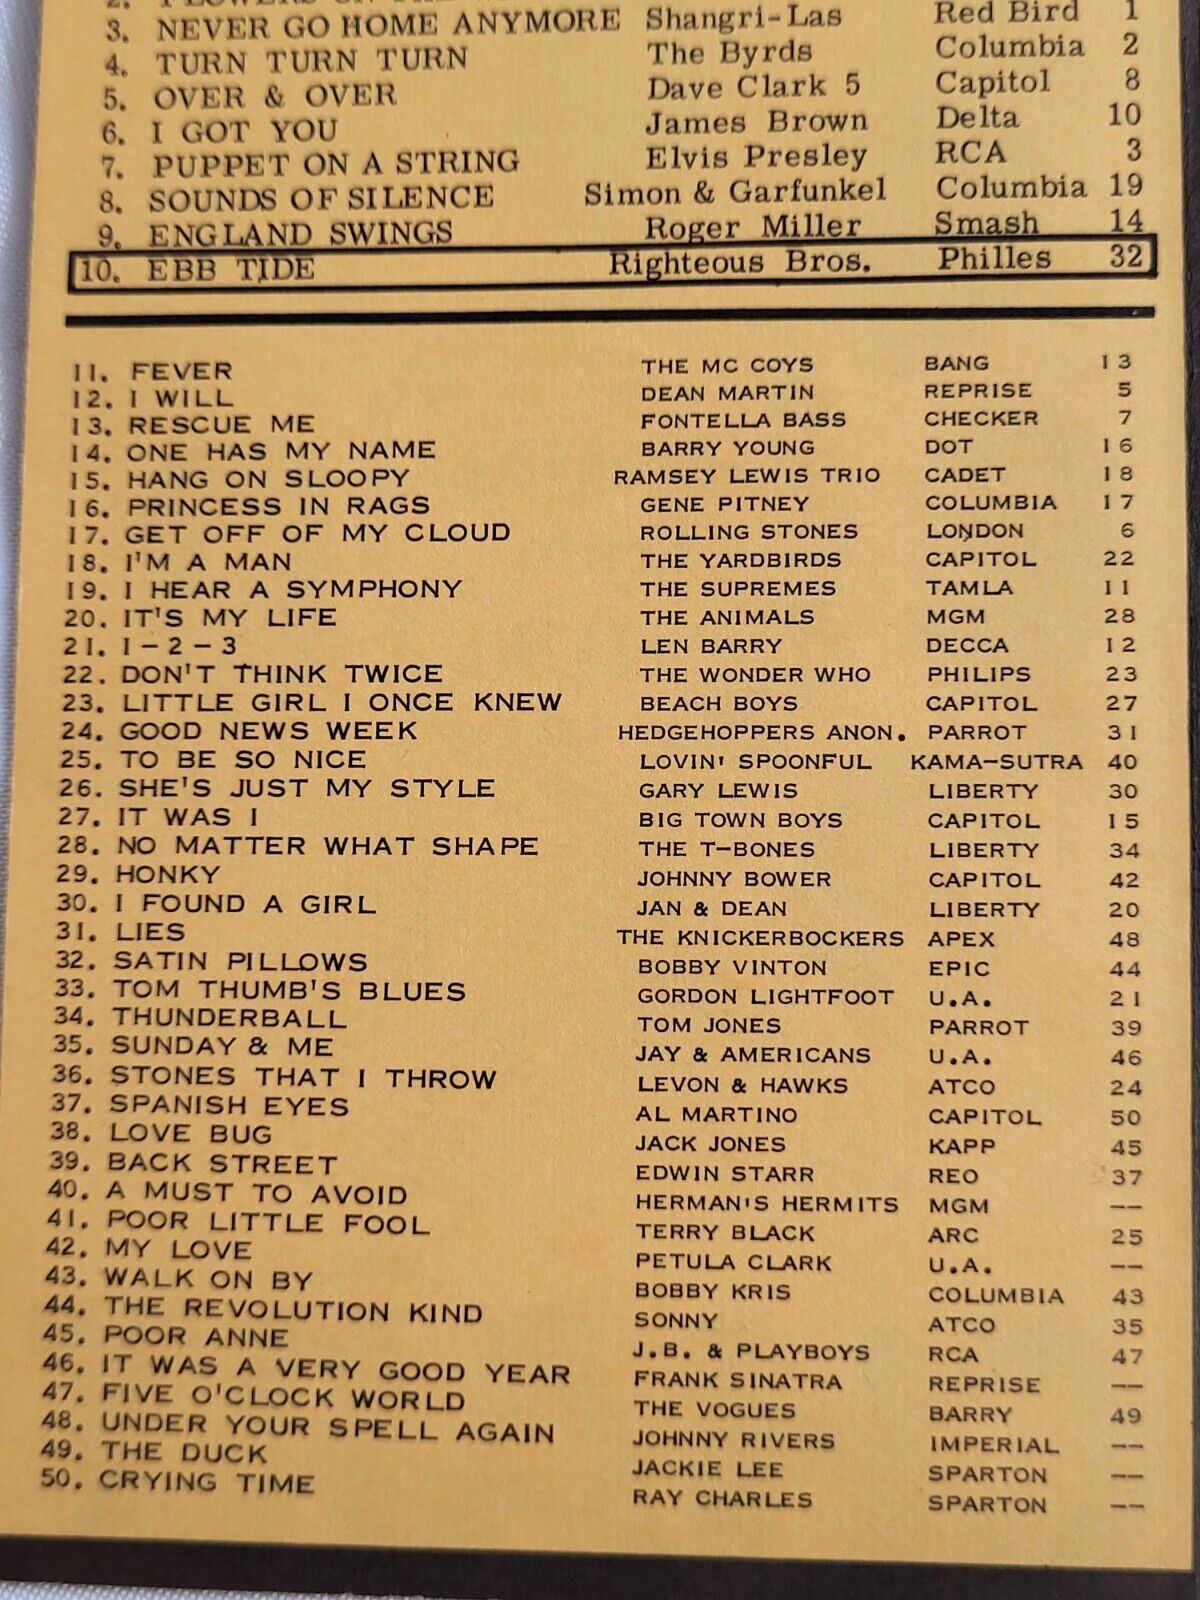 2. FLOWERS ON THE
3. NEVER GO HOME ANYMORE Shangri-Las Red Bird 1
4. TURN TURN TURN The Byrds Columbia 2
5. OVER & OVER Dave Clark 5 Capitol 8
6. I GOT YOU James Brown Delta 10
7. PUPPET ON A STRING Elvis Presley RCA 3
8. SOUNDS OF SILENCE Simon & Garfunkel Columbia 19
9. ENGLAND SWINGS Roger Miller Smash 14
10. EBB TIDE Righteous Bros. Philles 32
11. FEVER THE MC COYS BANG 13
12. I WILL DEAN MARTIN REPRISE 5
13. RESCUE ME FONTELLA BASS CHECKER 7
14. ONE HAS MY NAME BARRY YOUNG DOT 16
15. HANG ON SLOOPY RAMSEY LEWIS TRIO CADET 18
16. PRINCESS IN RAGS GENE PITNEY COLUMBIA 17
17. GET OFF OF MY CLOUD ROLLING STONES LONDON 6
18. I'M A MAN THE YARDBIRDS CAPITOL 22
19. I HEAR A SYMPHONY THE SUPREMES TAMLA 11
20. IT'S MY LIFE THE ANIMALS MGM 28
21. 1-2-3 LEN BARRY DECCA 12
22. DON'T THINK TWICE THE WONDER WHO PHILIPS 23
23. LITTLE GIRL I ONCE KNEW BEACH BOYS CAPITOL 27
24. GOOD NEWS WEEK HEDGEHOPPERS ANON. PARROT 31
25. TO BE SO NICE LOVIN' SPOONFUL KAMA-SUTRA 40
26. SHE'S JUST MY STYLE GARY LEWIS LIBERTY 30
27. IT WAS I BIG TOWN BOYS CAPITOL 15
28. NO MATTER WHAT SHAPE THE T-BONES LIBERTY 34
29. HONKY JOHNNY BOWER CAPITOL 42
30. I FOUND A GIRL JAN & DEAN LIBERTY 20
31. LIES THE KNICKERBOCKERS APEX 48
32. SATIN PILLOWS BOBBY VINTON EPIC 44
33. TOM THUMB'S BLUES GORDON LIGHTFOOT U.A. 21
34. THUNDERBALL TOM JONES PARROT 39
35. SUNDAY & ME JAY & AMERICANS U.A. 46
36. STONES THAT I THROW LEVON & HAWKS ATCO 24
37. SPANISH EYES AL MARTINO CAPITOL 50
38. LOVE BUG JACK JONES KAPP 45
39. BACK STREET EDWIN STARR REO 37
40. A MUST TO AVOID HERMAN'S HERMITS MGM --
41. POOR LITTLE FOOL TERRY BLACK ARC 25
42. MY LOVE PETULA CLARK U.A. --
43. WALK ON BY BOBBY KRIS COLUMBIA 43
44. THE REVOLUTION KIND SONNY ATCO 35
45. POOR ANNE J.B. & PLAYBOYS RCA 47
46. IT WAS A VERY GOOD YEAR FRANK SINATRA REPRISE --
47. FIVE O'CLOCK WORLD THE VOGUES BARRY 49
48. UNDER YOUR SPELL AGAIN JOHNNY RIVERS IMPERIAL --
49. THE DUCK JACKIE LEE SPARTON --
50. CRYING TIME RAY CHARLES SPARTON --